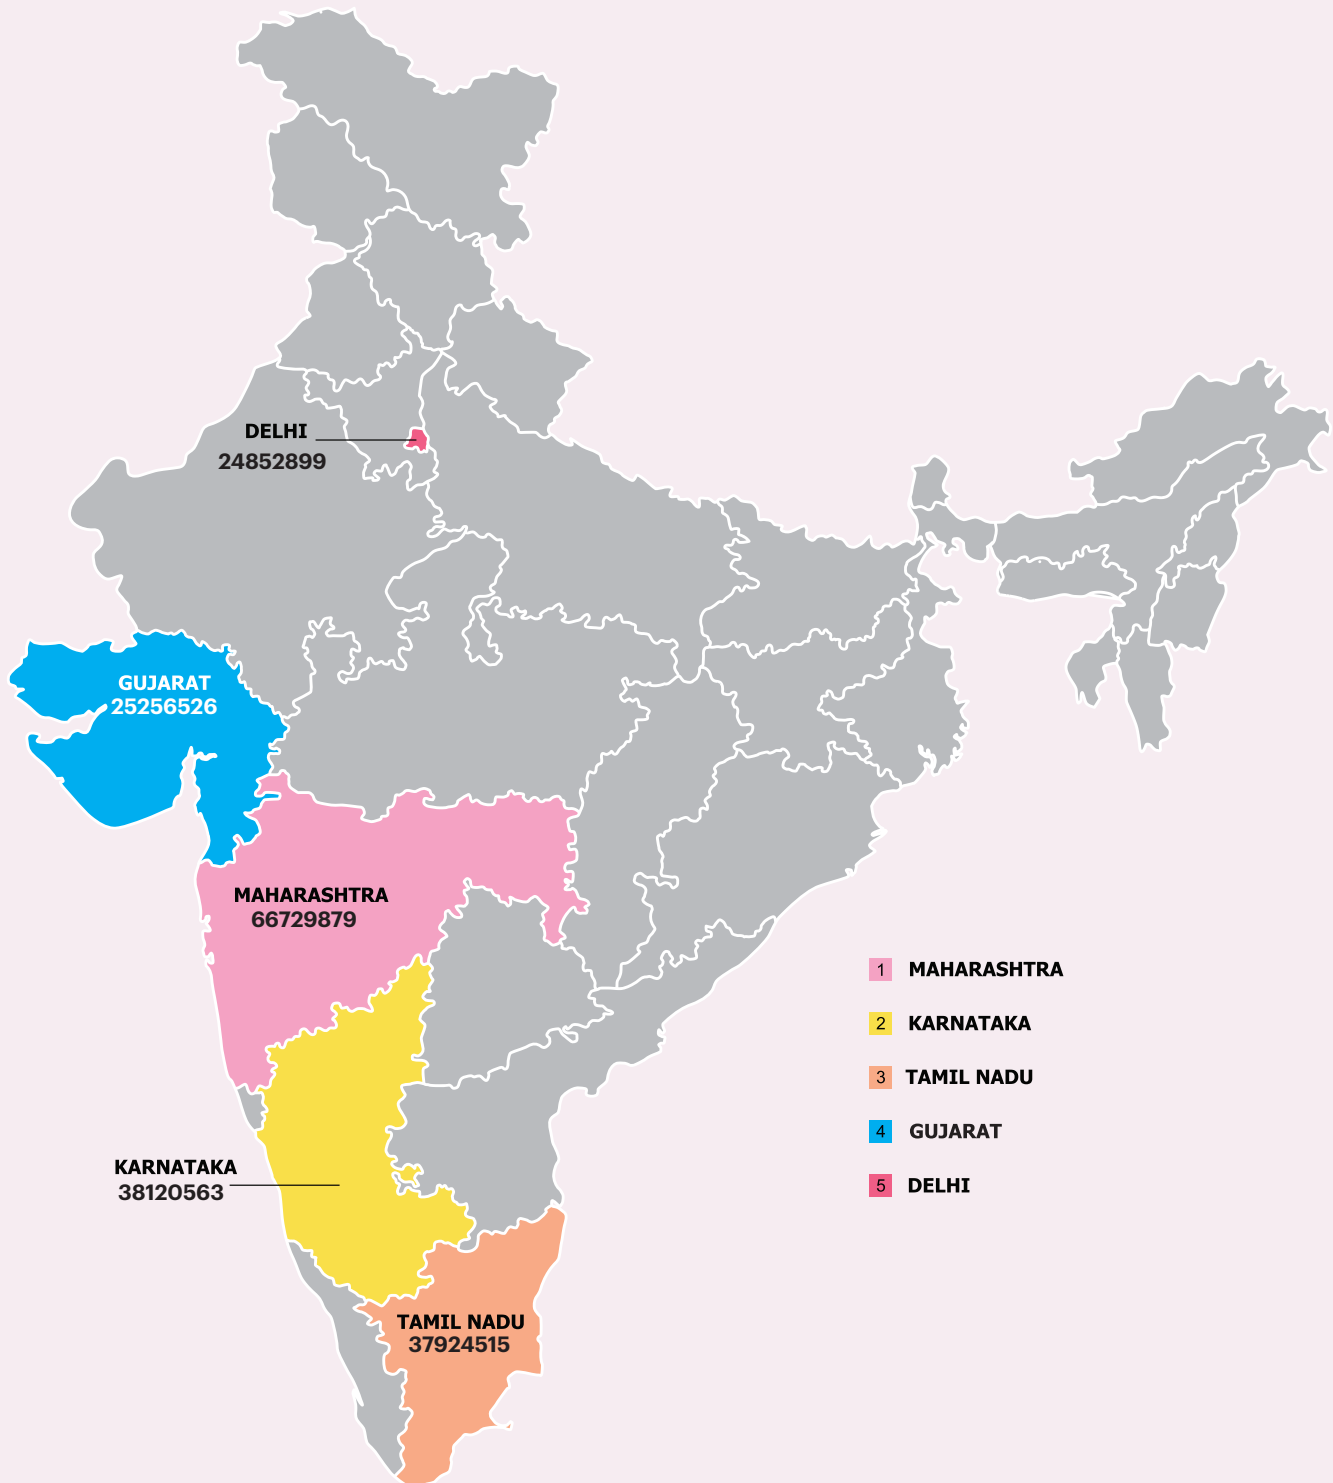 DELHI
24852899
GUJARAT
25256526
MAHARASHTRA
66729879
1 MAHARASHTRA
2 KARNATAKA
3 TAMIL NADU
4 GUJARAT
5 DELHI
KARNATAKA
38120563
TAMIL NADU
37924515